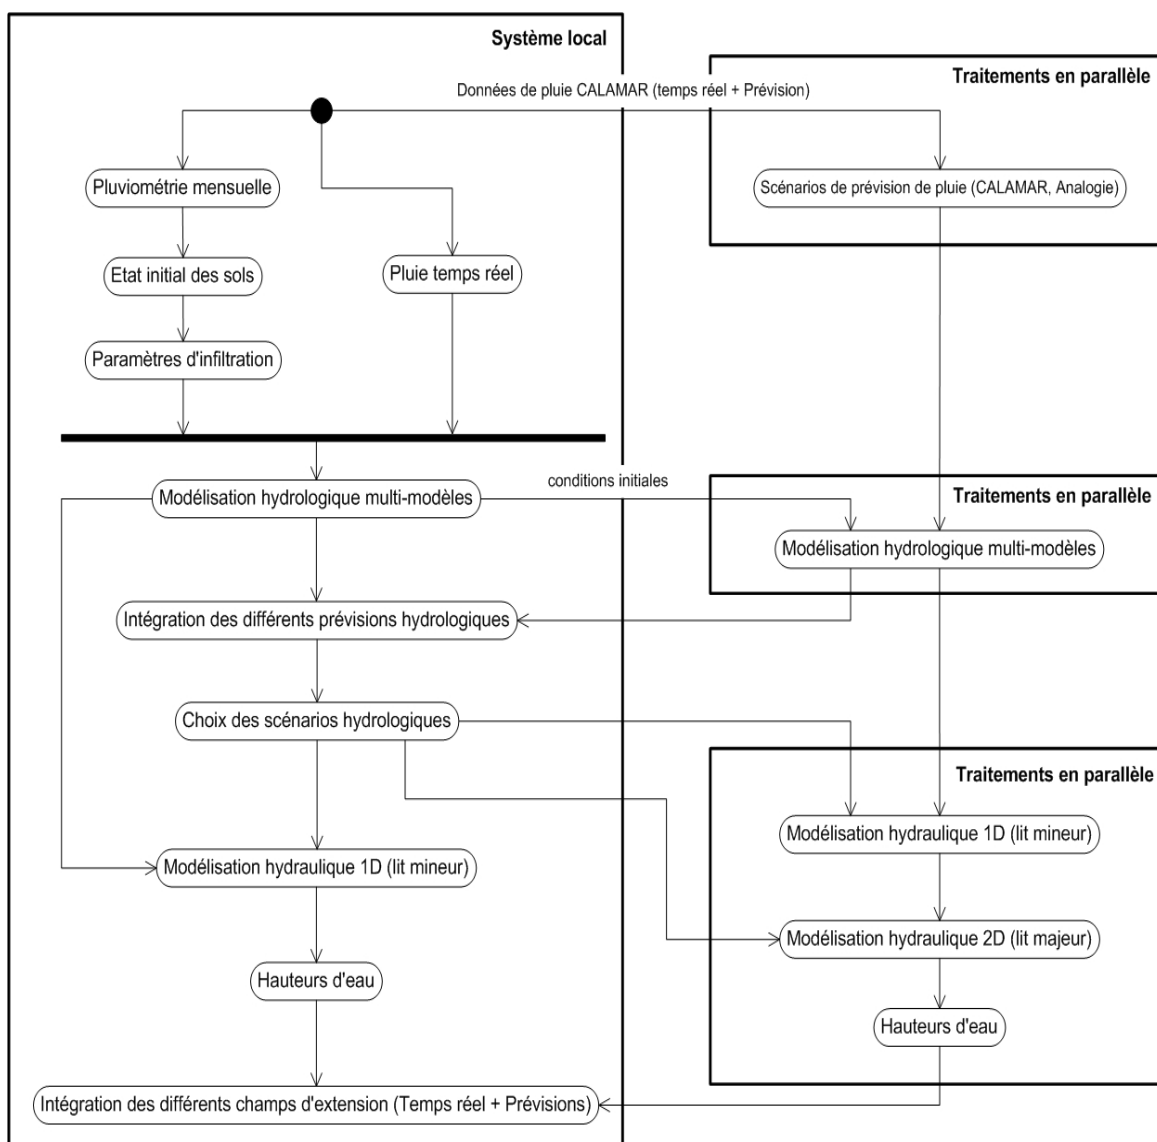 Système local
Traitements en parallèle
Données de pluie CALAMAR (temps réel + Prévision)
Pluviométrie mensuelle
Scénarios de prévision de pluie (CALAMAR, Analogie)
Etat initial des sols
Pluie temps réel
Paramètres d'infiltration
conditions initiales
Modélisation hydrologique multi-modèles
Traitements en parallèle
Modélisation hydrologique multi-modèles
Intégration des différents prévisions hydrologiques
Choix des scénarios hydrologiques
Traitements en parallèle
Modélisation hydraulique 1D (lit mineur)
Modélisation hydraulique 1D (lit mineur)
Modélisation hydraulique 2D (lit majeur)
Hauteurs d'eau
Hauteurs d'eau
Intégration des différents champs d'extension (Temps réel + Prévisions)